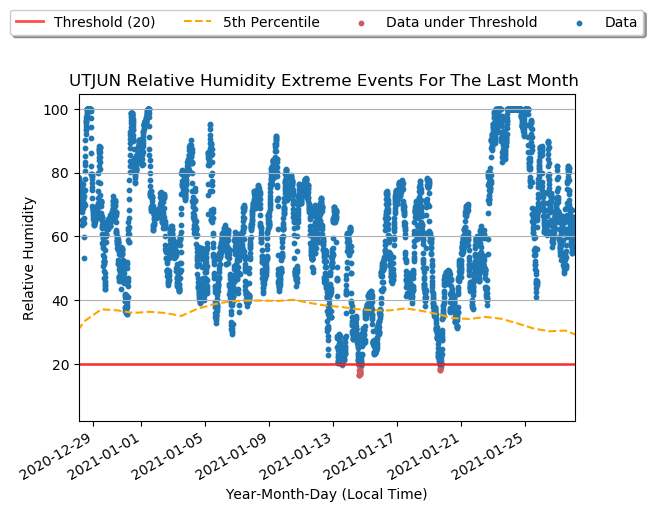 Threshold (20) 5th Percentile Data under Threshold Data
UTJUN Relative Humidity Extreme Events For The Last Month
100
80
60
40
20
Relative Humidity
2020-12-29 2021-01-01 2021-01-05 2021-01-09 2021-01-13 2021-01-17 2021-01-21 2021-01-25
Year-Month-Day (Local Time)